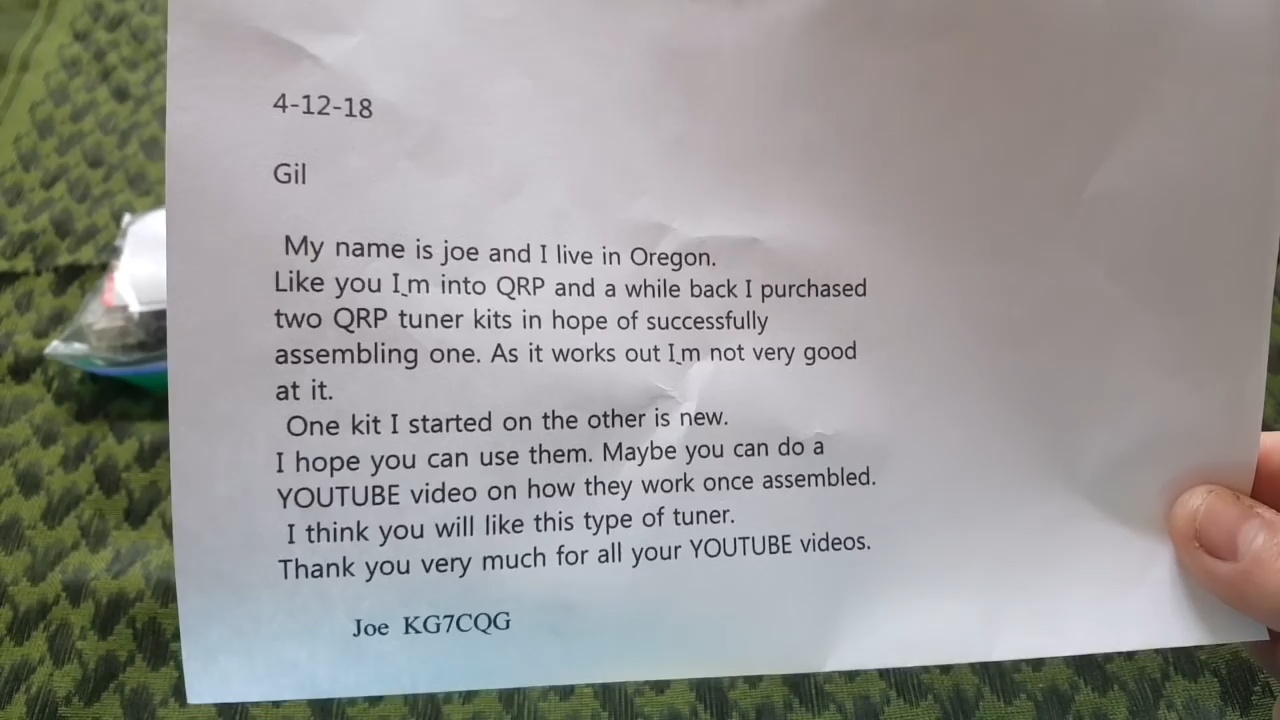 4-12-18
Gil
My name is joe and I live in Oregon.
Like you I,m into QRP and a while back I purchased
two QRP tuner kits in hope of successfully
assembling one. As it works out I,m not very good
at it.
One kit I started on the other is new.
I hope you can use them. Maybe you can do a
YOUTUBE video on how they work once assembled.
I think you will like this type of tuner.
Thank you very much for all your YOUTUBE videos.
Joe KG7CQG